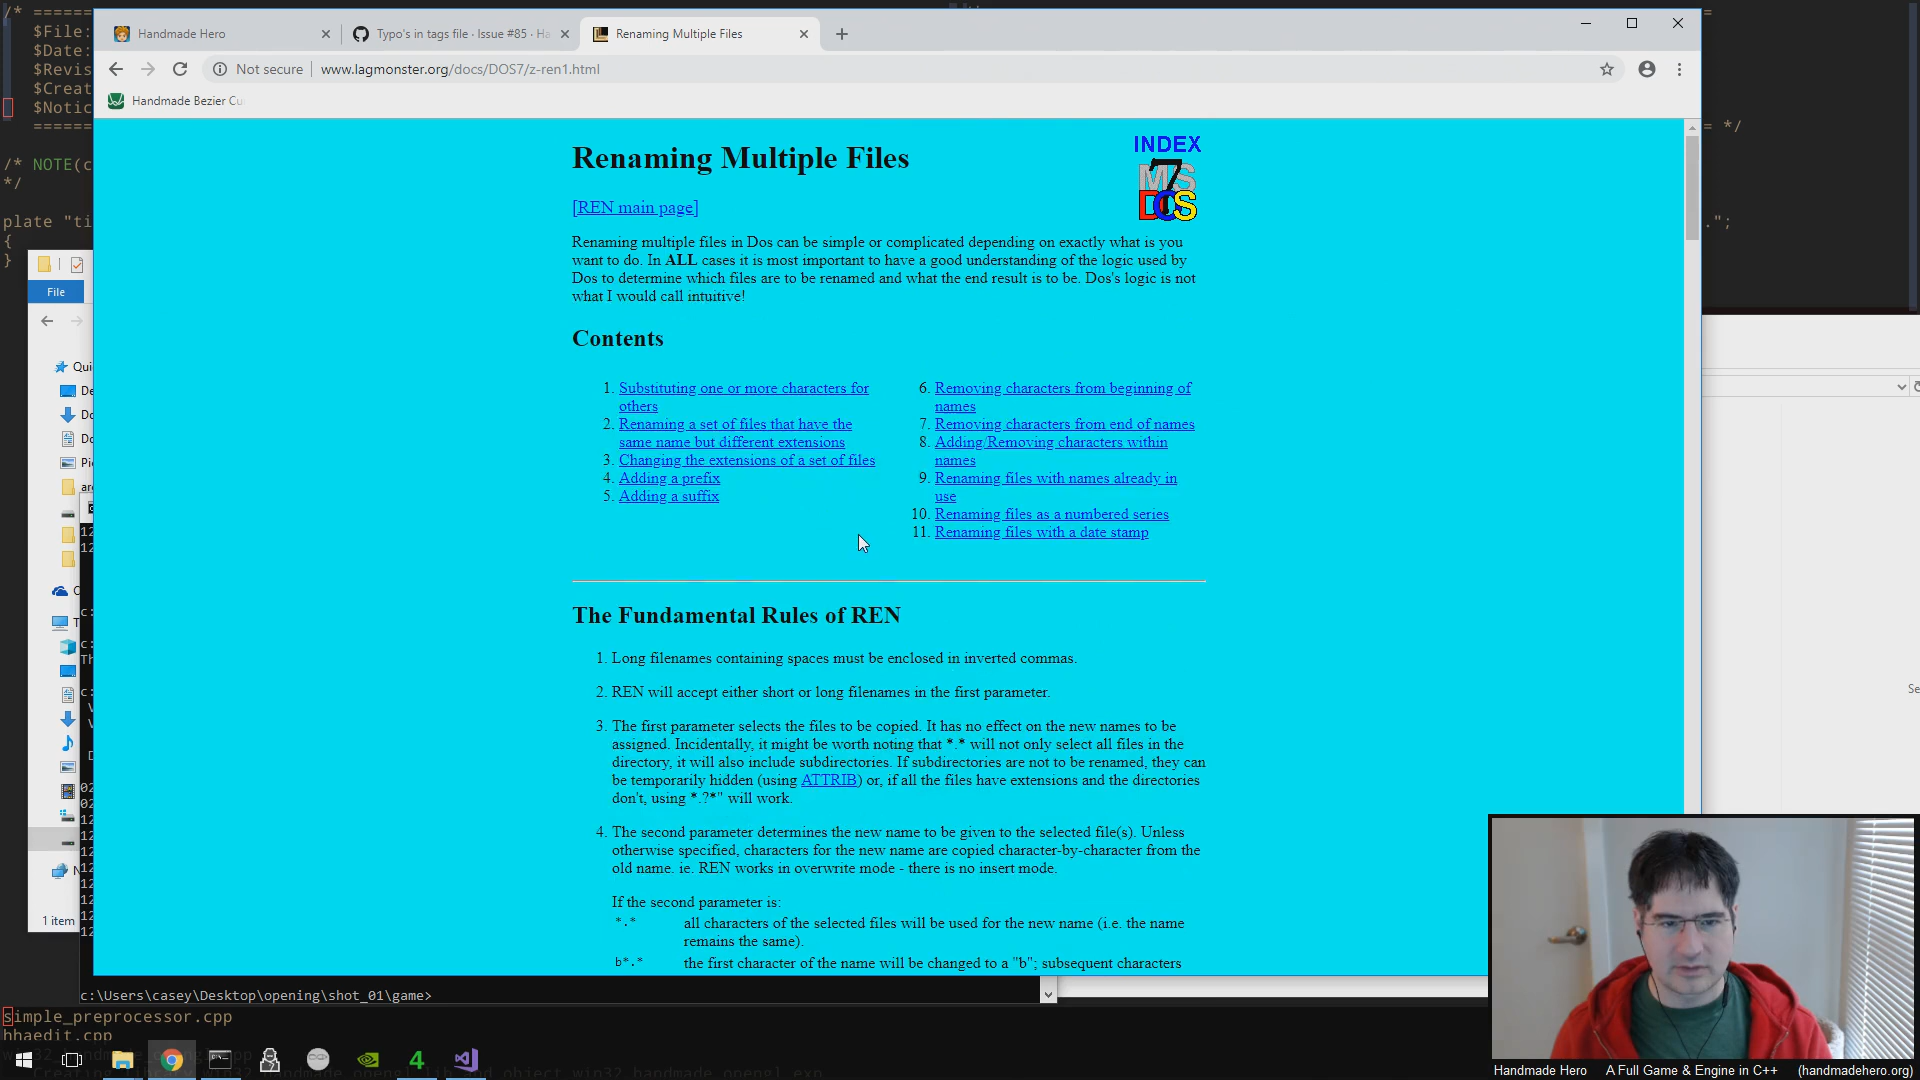 /* ======
$File:
$Date:
$Revis
$Creat
$Notic
====== = */
/* NOTE(c
*/
plate "ti .";
{
}
Handmade Hero
Typo's in tags file · Issue #85 · Ha
Renaming Multiple Files
Not secure
www.lagmonster.org/docs/DOS7/z-ren1.html
Handmade Bezier Cu
Renaming Multiple Files
INDEX
MS
7
DOS
[REN main page]
Renaming multiple files in Dos can be simple or complicated depending on exactly what is you
want to do. In ALL cases it is most important to have a good understanding of the logic used by
Dos to determine which files are to be renamed and what the end result is to be. Dos's logic is not
what I would call intuitive!
Contents
1. Substituting one or more characters for
others
2. Renaming a set of files that have the
same name but different extensions
3. Changing the extensions of a set of files
4. Adding a prefix
5. Adding a suffix
6. Removing characters from beginning of
names
7. Removing characters from end of names
8. Adding/Removing characters within
names
9. Renaming files with names already in
use
10. Renaming files as a numbered series
11. Renaming files with a date stamp
The Fundamental Rules of REN
1. Long filenames containing spaces must be enclosed in inverted commas.
2. REN will accept either short or long filenames in the first parameter.
3. The first parameter selects the files to be copied. It has no effect on the new names to be
assigned. Incidentally, it might be worth noting that *.* will not only select all files in the
directory, it will also include subdirectories. If subdirectories are not to be renamed, they can
be temporarily hidden (using ATTRIB) or, if all the files have extensions and the directories
don't, using *.?*" will work.
4. The second parameter determines the new name to be given to the selected file(s). Unless
otherwise specified, characters for the new name are copied character-by-character from the
old name. ie. REN works in overwrite mode - there is no insert mode.
If the second parameter is:
*.* all characters of the selected files will be used for the new name (i.e. the name
remains the same).
b*.* the first character of the name will be changed to a "b"; subsequent characters
File
Qui
De
Do
Do
Pic
1 item
Se
c:\Users\casey\Desktop\opening\shot_01\game>
simple_preprocessor.cpp
hhaedit.cpp
Handmade Hero A Full Game & Engine in C++ (handmadehero.org)